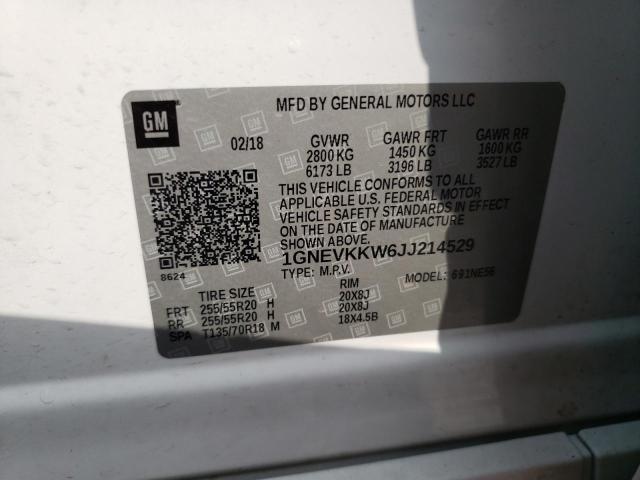 MFD BY GENERAL MOTORS LLC
GM
02/18 GVWR GAWR FRT GAWR RR
2800 KG 1450 KG 1600 KG
6173 LB 3196 LB 3527 LB
THIS VEHICLE CONFORMS TO ALL
APPLICABLE U.S. FEDERAL MOTOR
VEHICLE SAFETY STANDARDS IN EFFECT
ON THE DATE OF MANUFACTURE
SHOWN ABOVE.
8624
1GNEVKKW6JJ214529
TYPE: M.P.V. MODEL: 691NE56
TIRE SIZE RIM
FRT 255/55R20 H 20X8J
RR 255/55R20 H 20X8J
SPA T135/70R18 M 18X4.5B